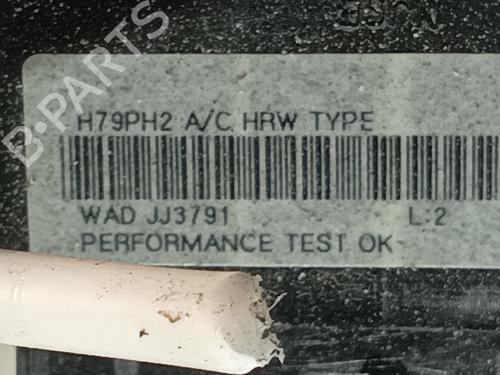 H79PH2 A/C HRW TYPE
WAD JJ3791 L:2
PERFORMANCE TEST OK
B-PARTS